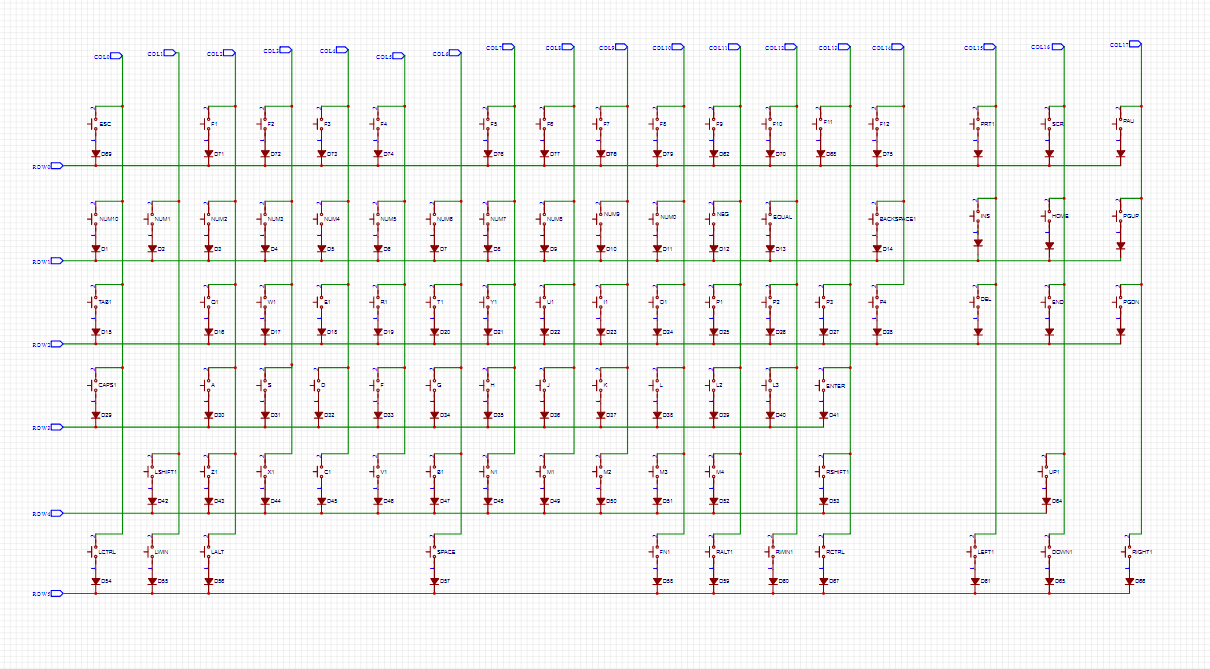 COL0 COL1 COL2 COL3 COL4 COL5 COL6 COL7 COL8 COL9 COL10 COL11 COL12 COL13 COL14 COL15 COL16 COL17
ESC F1 F2 F3 F4 F5 F6 F7 F8 F9 F10 F11 F12 PRT1 SCR PAU
D69 D71 D72 D73 D74 D76 D77 D78 D79 D82 D70 D75
ROW0
NUM10 NUM1 NUM2 NUM3 NUM4 NUM5 NUM6 NUM7 NUM8 NUM9 NUM0 NEG EQUAL BACKSPACE1 INS HOME PGUP
D1 D2 D3 D4 D5 D6 D7 D8 D9 D10 D11 D12 D13 D14
ROW1
TAB1 Q1 W1 E1 R1 T1 Y1 U1 I1 O1 P1 P2 P3 P4 DEL END PGDN
D15 D16 D17 D18 D19 D20 D21 D22 D23 D24 D25 D26 D27 D28
ROW2
CAPS1 A S D F G H J K L L2 L3 ENTER
D29 D30 D31 D32 D33 D34 D35 D36 D37 D38 D39 D40 D41
ROW3
LSHIFT1 Z1 X1 C1 V1 B1 N1 M1 M2 M3 M4 RSHIFT1 UP1
D42 D43 D44 D45 D46 D47 D48 D49 D50 D51 D52 D53 D64
ROW4
LCTRL LWIN LALT SPACE FN1 RALT1 RWIN1 RCTRL LEFT1 DOWN1 RIGHT1
D54 D55 D56 D57 D58 D59 D60 D67 D61 D65 D66
ROW5